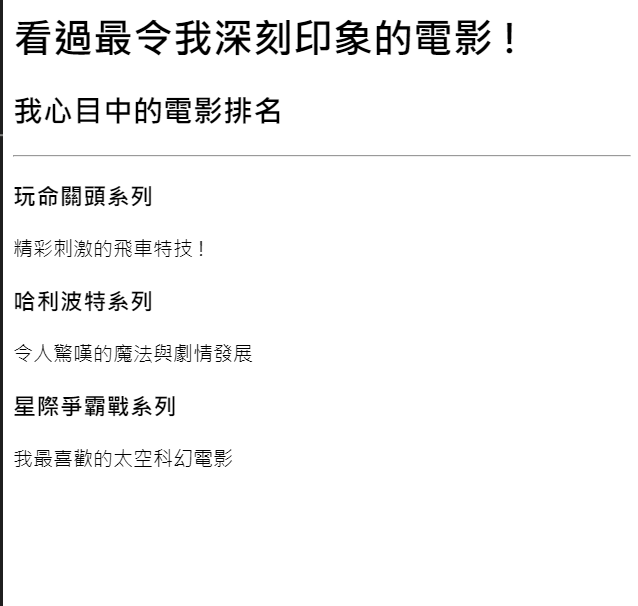 看過最令我深刻印象的電影！
我心目中的電影排名
玩命關頭系列
精彩刺激的飛車特技！
哈利波特系列
令人驚嘆的魔法與劇情發展
星際爭霸戰系列
我最喜歡的太空科幻電影